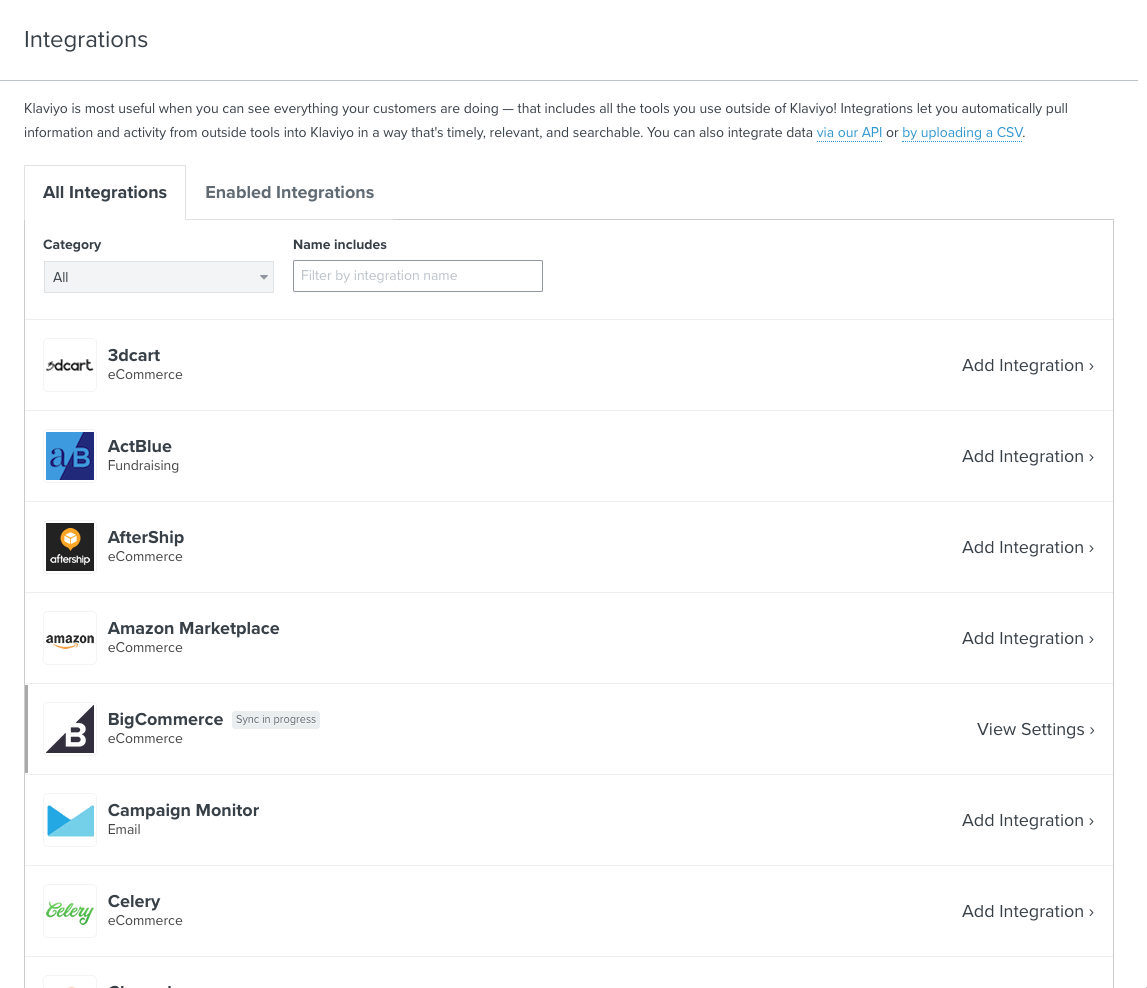 Integrations
Klaviyo is most useful when you can see everything your customers are doing — that includes all the tools you use outside of Klaviyo! Integrations let you automatically pull
information and activity from outside tools into Klaviyo in a way that's timely, relevant, and searchable. You can also integrate data via our API or by uploading a CSV.
All Integrations Enabled Integrations
Category Name includes
All Filter by integration name
3dcart
3dcart
eCommerce
Add Integration ›
a/B
ActBlue
Fundraising
Add Integration ›
aftership
AfterShip
eCommerce
Add Integration ›
amazon
Amazon Marketplace
eCommerce
Add Integration ›
B
BigCommerce Sync in progress
eCommerce
View Settings ›
Campaign Monitor
Email
Add Integration ›
Celery
Celery
eCommerce
Add Integration ›